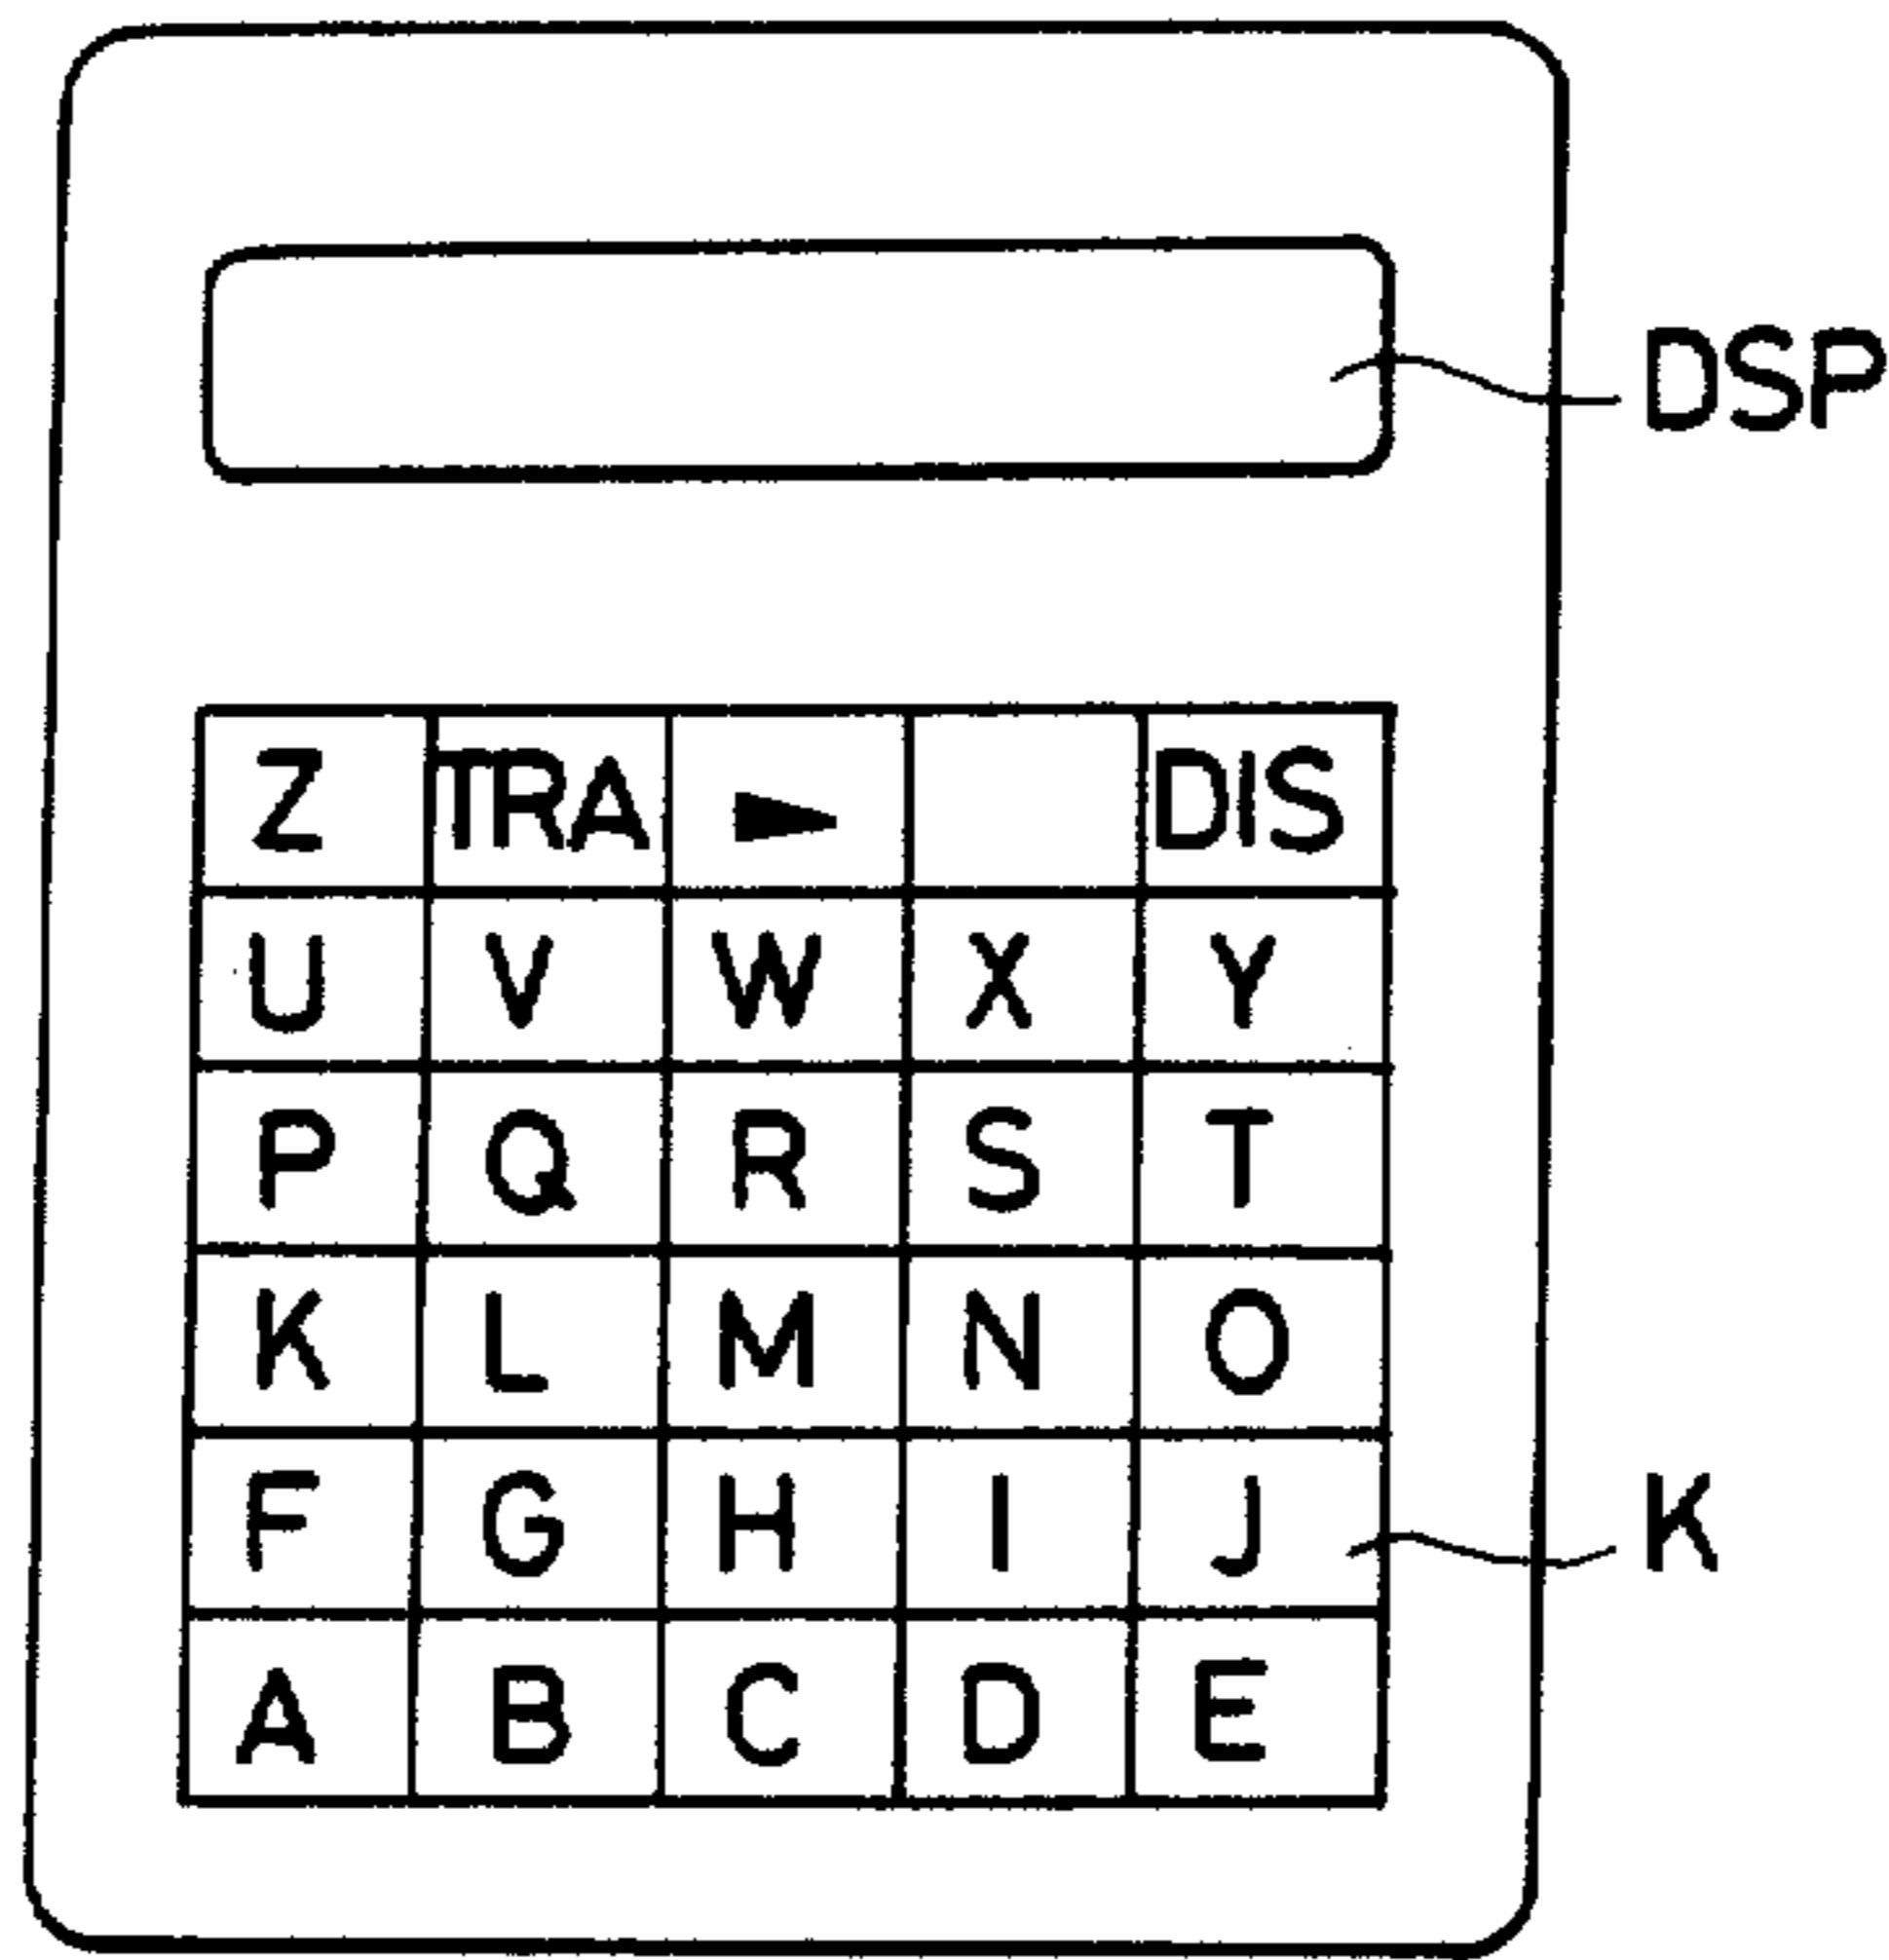 DSP
Z TRA ► DIS
U V W X Y
P Q R S T
K L M N O
F G H I J
K
A B C D E